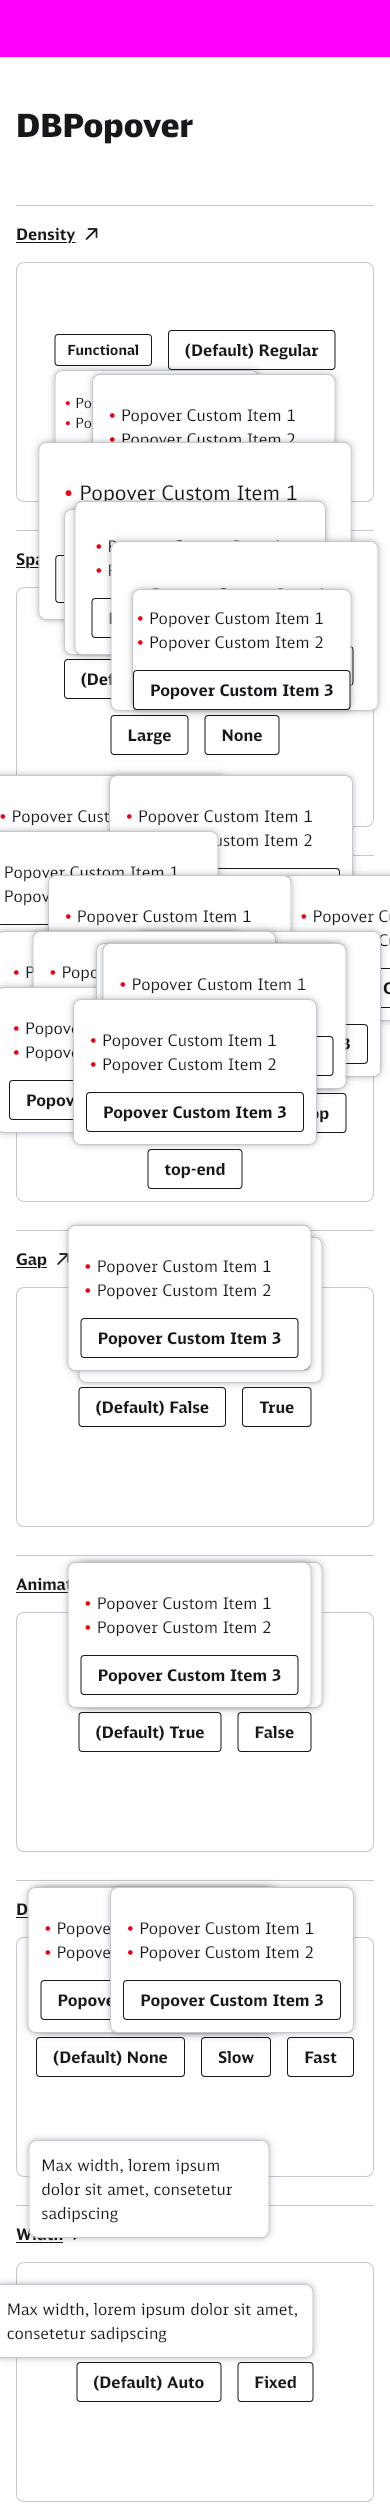 DBPopover
Density
Functional
(Default) Regular
Po
Po
Popover Custom Item 1
Popover Custom Item 2
Popover Custom Item 1
Spa
Popover Custom Item 1
Popover Custom Item 2
Popover Custom Item 3
(Def
Large
None
Popover Cust
Popover Custom Item 1
ustom Item 2
Popover Custom Item 1
Popov
Popover Custom Item 1
Popover C
P
Popo
Popover Custom Item 1
Popove
Popover Custom Item 1
Popove
Popover Custom Item 2
Popov
Popover Custom Item 3
3
op
top-end
Gap
Popover Custom Item 1
Popover Custom Item 2
Popover Custom Item 3
(Default) False
True
Animat
Popover Custom Item 1
Popover Custom Item 2
Popover Custom Item 3
(Default) True
False
D
Popove
Popover Custom Item 1
Popove
Popover Custom Item 2
Popove
Popover Custom Item 3
(Default) None
Slow
Fast
Max width, lorem ipsum
dolor sit amet, consetetur
sadipscing
Width
Max width, lorem ipsum dolor sit amet,
consetetur sadipscing
(Default) Auto
Fixed